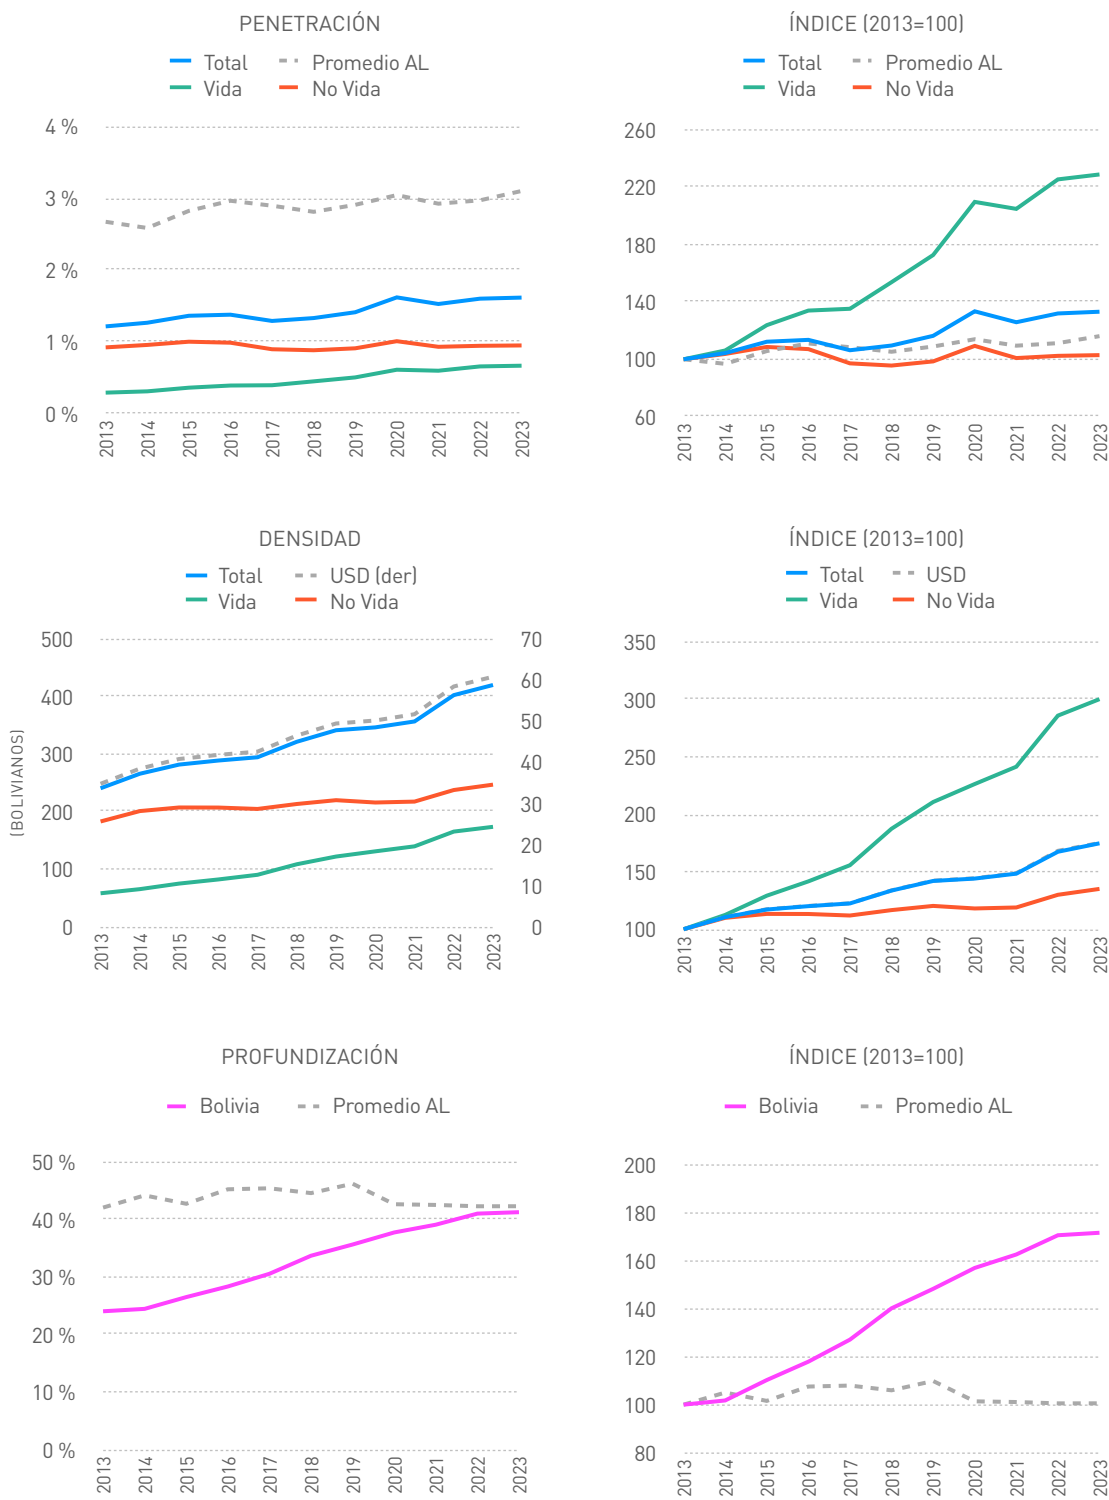 PENETRACIÓN
Total Promedio AL
Vida No Vida
4 %
3 %
2 %
1 %
0 %
2013 2014 2015 2016 2017 2018 2019 2020 2021 2022 2023
ÍNDICE (2013=100)
Total Promedio AL
Vida No Vida
260
220
180
140
100
60
2013 2014 2015 2016 2017 2018 2019 2020 2021 2022 2023
DENSIDAD
Total USD (der)
Vida No Vida
(BOLIVIANOS)
500 70
400 60
300 50
200 40
100 30
0 20
10
0
2013 2014 2015 2016 2017 2018 2019 2020 2021 2022 2023
ÍNDICE (2013=100)
Total USD
Vida No Vida
350
300
250
200
150
100
2013 2014 2015 2016 2017 2018 2019 2020 2021 2022 2023
PROFUNDIZACIÓN
Bolivia Promedio AL
50 %
40 %
30 %
20 %
10 %
0 %
2013 2014 2015 2016 2017 2018 2019 2020 2021 2022 2023
ÍNDICE (2013=100)
Bolivia Promedio AL
200
180
160
140
120
100
80
2013 2014 2015 2016 2017 2018 2019 2020 2021 2022 2023